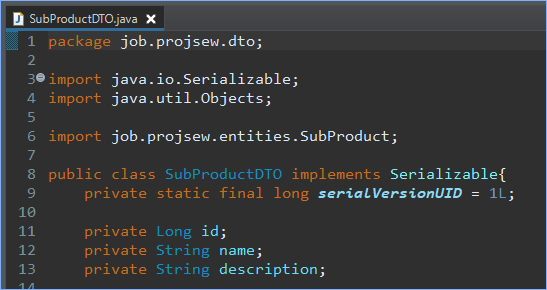 SubProductDTO.java
1 package job.projsew.dto;
2
3 import java.io.Serializable;
4 import java.util.Objects;
5
6 import job.projsew.entities.SubProduct;
7
8 public class SubProductDTO implements Serializable{
9 private static final long serialVersionUID = 1L;
10
11 private Long id;
12 private String name;
13 private String description;
14